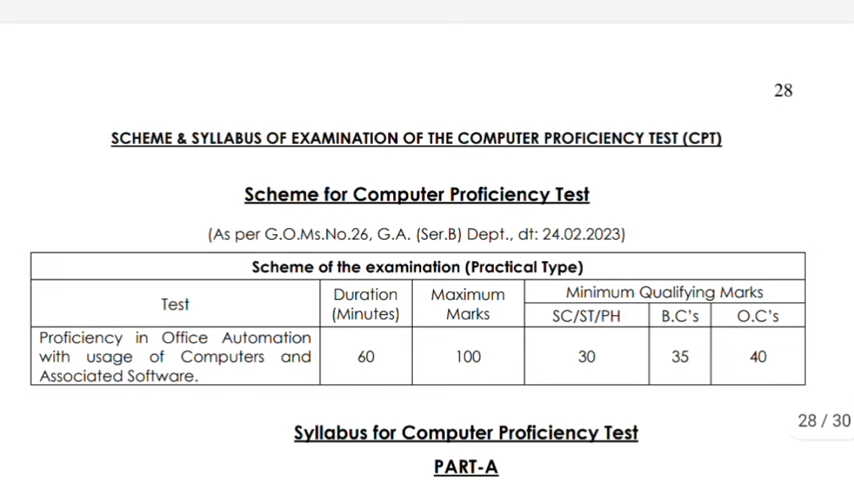 28
SCHEME & SYLLABUS OF EXAMINATION OF THE COMPUTER PROFICIENCY TEST (CPT)
Scheme for Computer Proficiency Test
(As per G.O.Ms.No.26, G.A. (Ser.B) Dept., dt: 24.02.2023)
Scheme of the examination (Practical Type)
Test
Duration
(Minutes)
Maximum
Marks
Minimum Qualifying Marks
SC/ST/PH
B.C's
O.C's
Proficiency in Office Automation
with usage of Computers and
Associated Software.
60
100
30
35
40
28 / 30
Syllabus for Computer Proficiency Test
PART-A